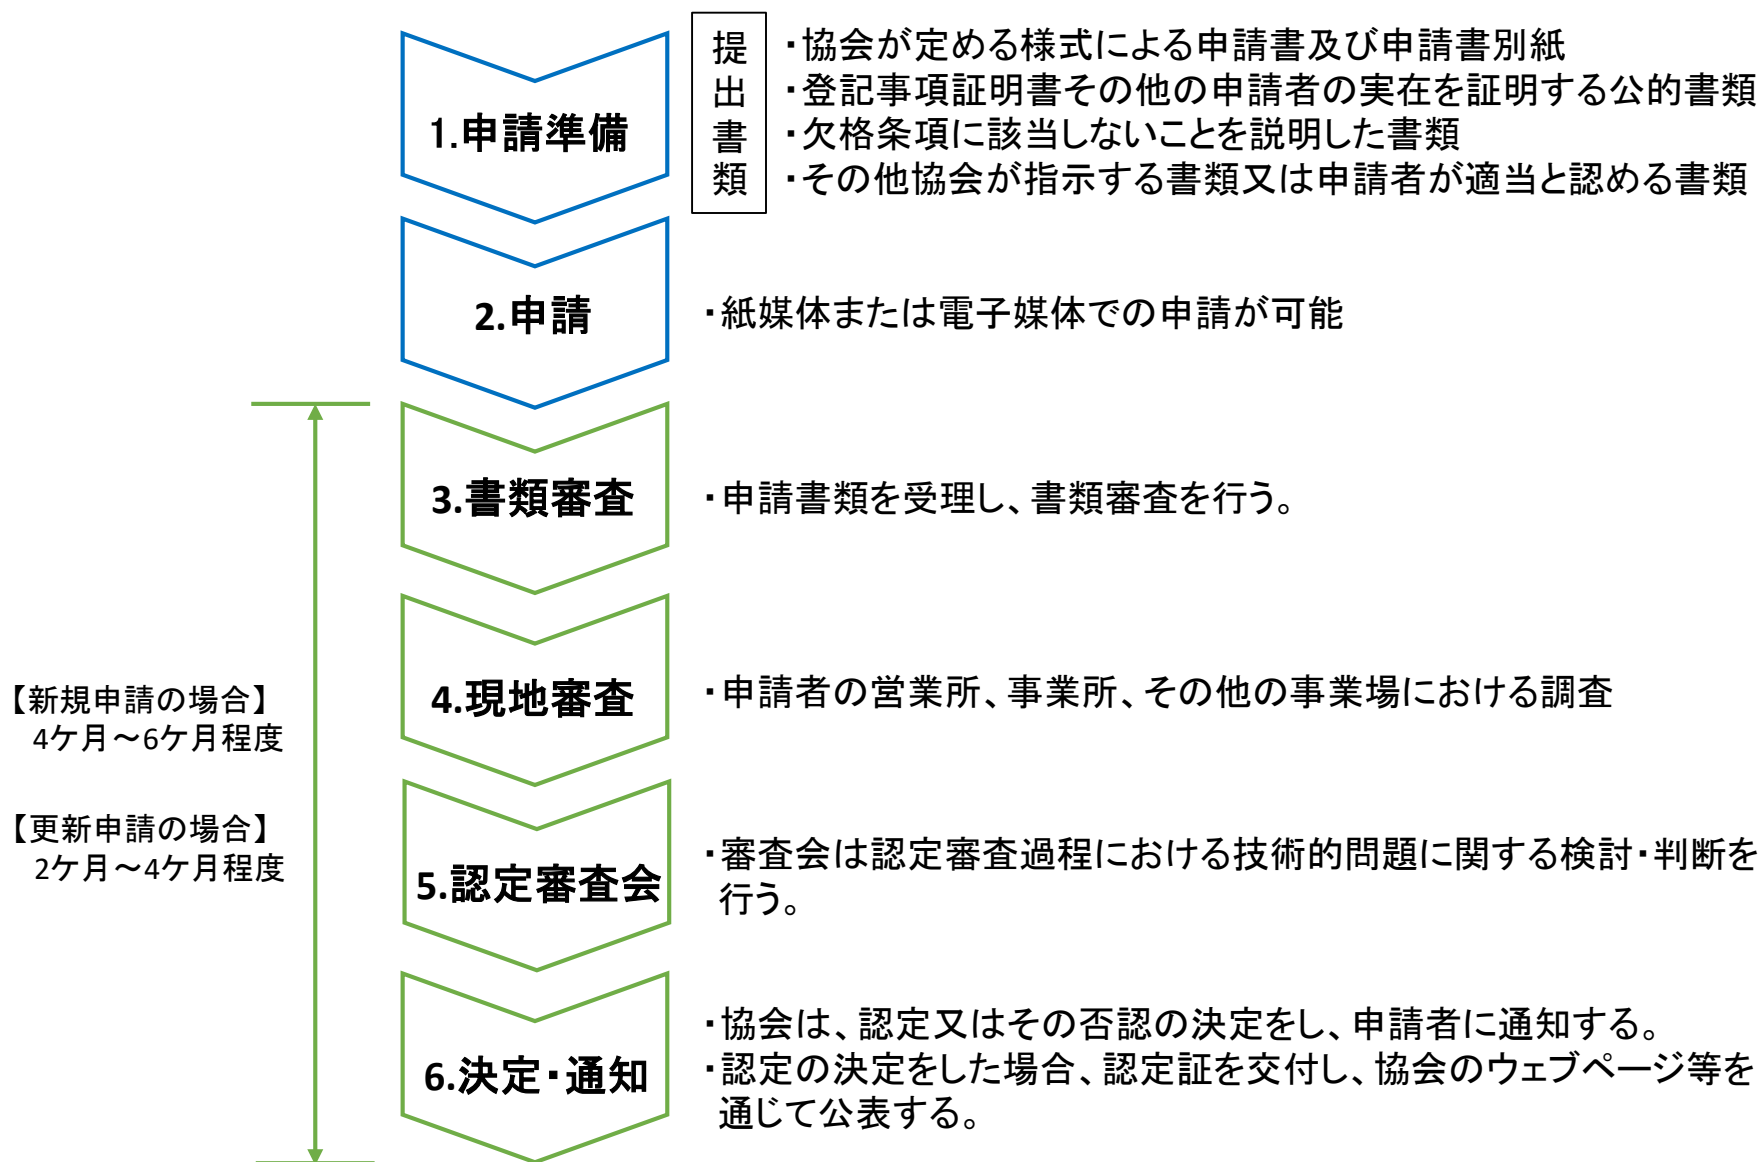 1.申請準備
提出書類
・協会が定める様式による申請書及び申請書別紙
・登記事項証明書その他の申請者の実在を証明する公的書類
・欠格条項に該当しないことを説明した書類
・その他協会が指示する書類又は申請者が適当と認める書類
2.申請
・紙媒体または電子媒体での申請が可能
3.書類審査
・申請書類を受理し、書類審査を行う。
4.現地審査
・申請者の営業所、事業所、その他の事業場における調査
【新規申請の場合】
4ケ月～6ケ月程度
【更新申請の場合】
2ケ月～4ケ月程度
5.認定審査会
・審査会は認定審査過程における技術的問題に関する検討・判断を
行う。
6.決定・通知
・協会は、認定又はその否認の決定をし、申請者に通知する。
・認定の決定をした場合、認定証を交付し、協会のウェブページ等を
通じて公表する。